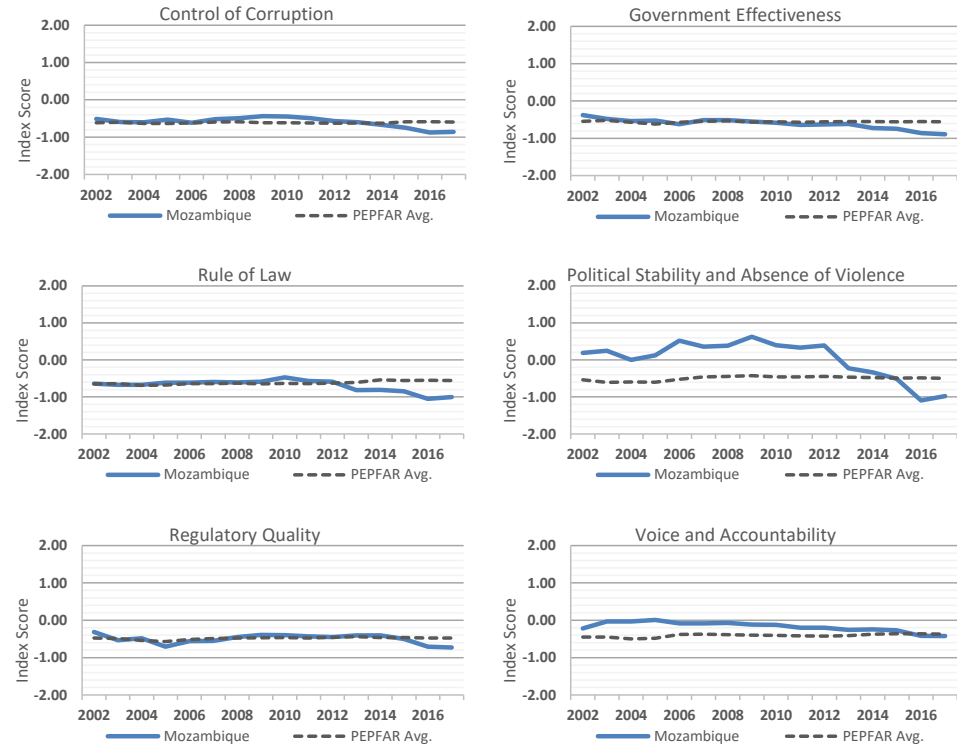 Control of Corruption
2.00
1.00
0.00
-1.00
-2.00
Index Score
2002 2004 2006 2008 2010 2012 2014 2016
Mozambique PEPFAR Avg.
Government Effectiveness
2.00
1.00
0.00
-1.00
-2.00
Index Score
2002 2004 2006 2008 2010 2012 2014 2016
Mozambique PEPFAR Avg.
Rule of Law
2.00
1.00
0.00
-1.00
-2.00
Index Score
2002 2004 2006 2008 2010 2012 2014 2016
Mozambique PEPFAR Avg.
Political Stability and Absence of Violence
2.00
1.00
0.00
-1.00
-2.00
Index Score
2002 2004 2006 2008 2010 2012 2014 2016
Mozambique PEPFAR Avg.
Regulatory Quality
2.00
1.00
0.00
-1.00
-2.00
Index Score
2002 2004 2006 2008 2010 2012 2014 2016
Mozambique PEPFAR Avg.
Voice and Accountability
2.00
1.00
0.00
-1.00
-2.00
Index Score
2002 2004 2006 2008 2010 2012 2014 2016
Mozambique PEPFAR Avg.